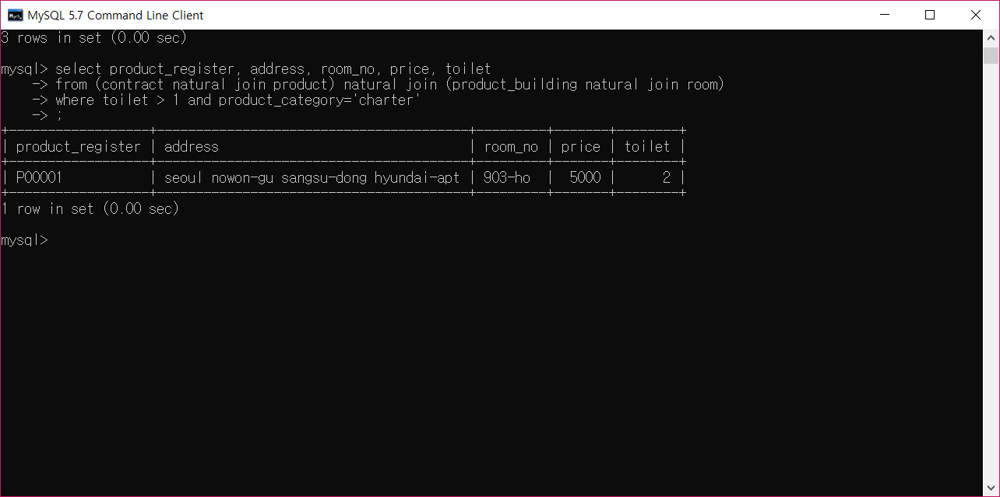 MySQL 5.7 Command Line Client
3 rows in set (0.00 sec)
mysql> select product_register, address, room_no, price, toilet
    -> from (contract natural join product) natural join (product_building natural join room)
    -> where toilet > 1 and product_category='charter'
    -> ;
+------------------+----------------------------------------+---------+-------+--------+
| product_register | address                                | room_no | price | toilet |
+------------------+----------------------------------------+---------+-------+--------+
| P00001           | seoul nowon-gu sangsu-dong hyundai-apt | 903-ho  |  5000 |      2 |
+------------------+----------------------------------------+---------+-------+--------+
1 row in set (0.00 sec)
mysql>